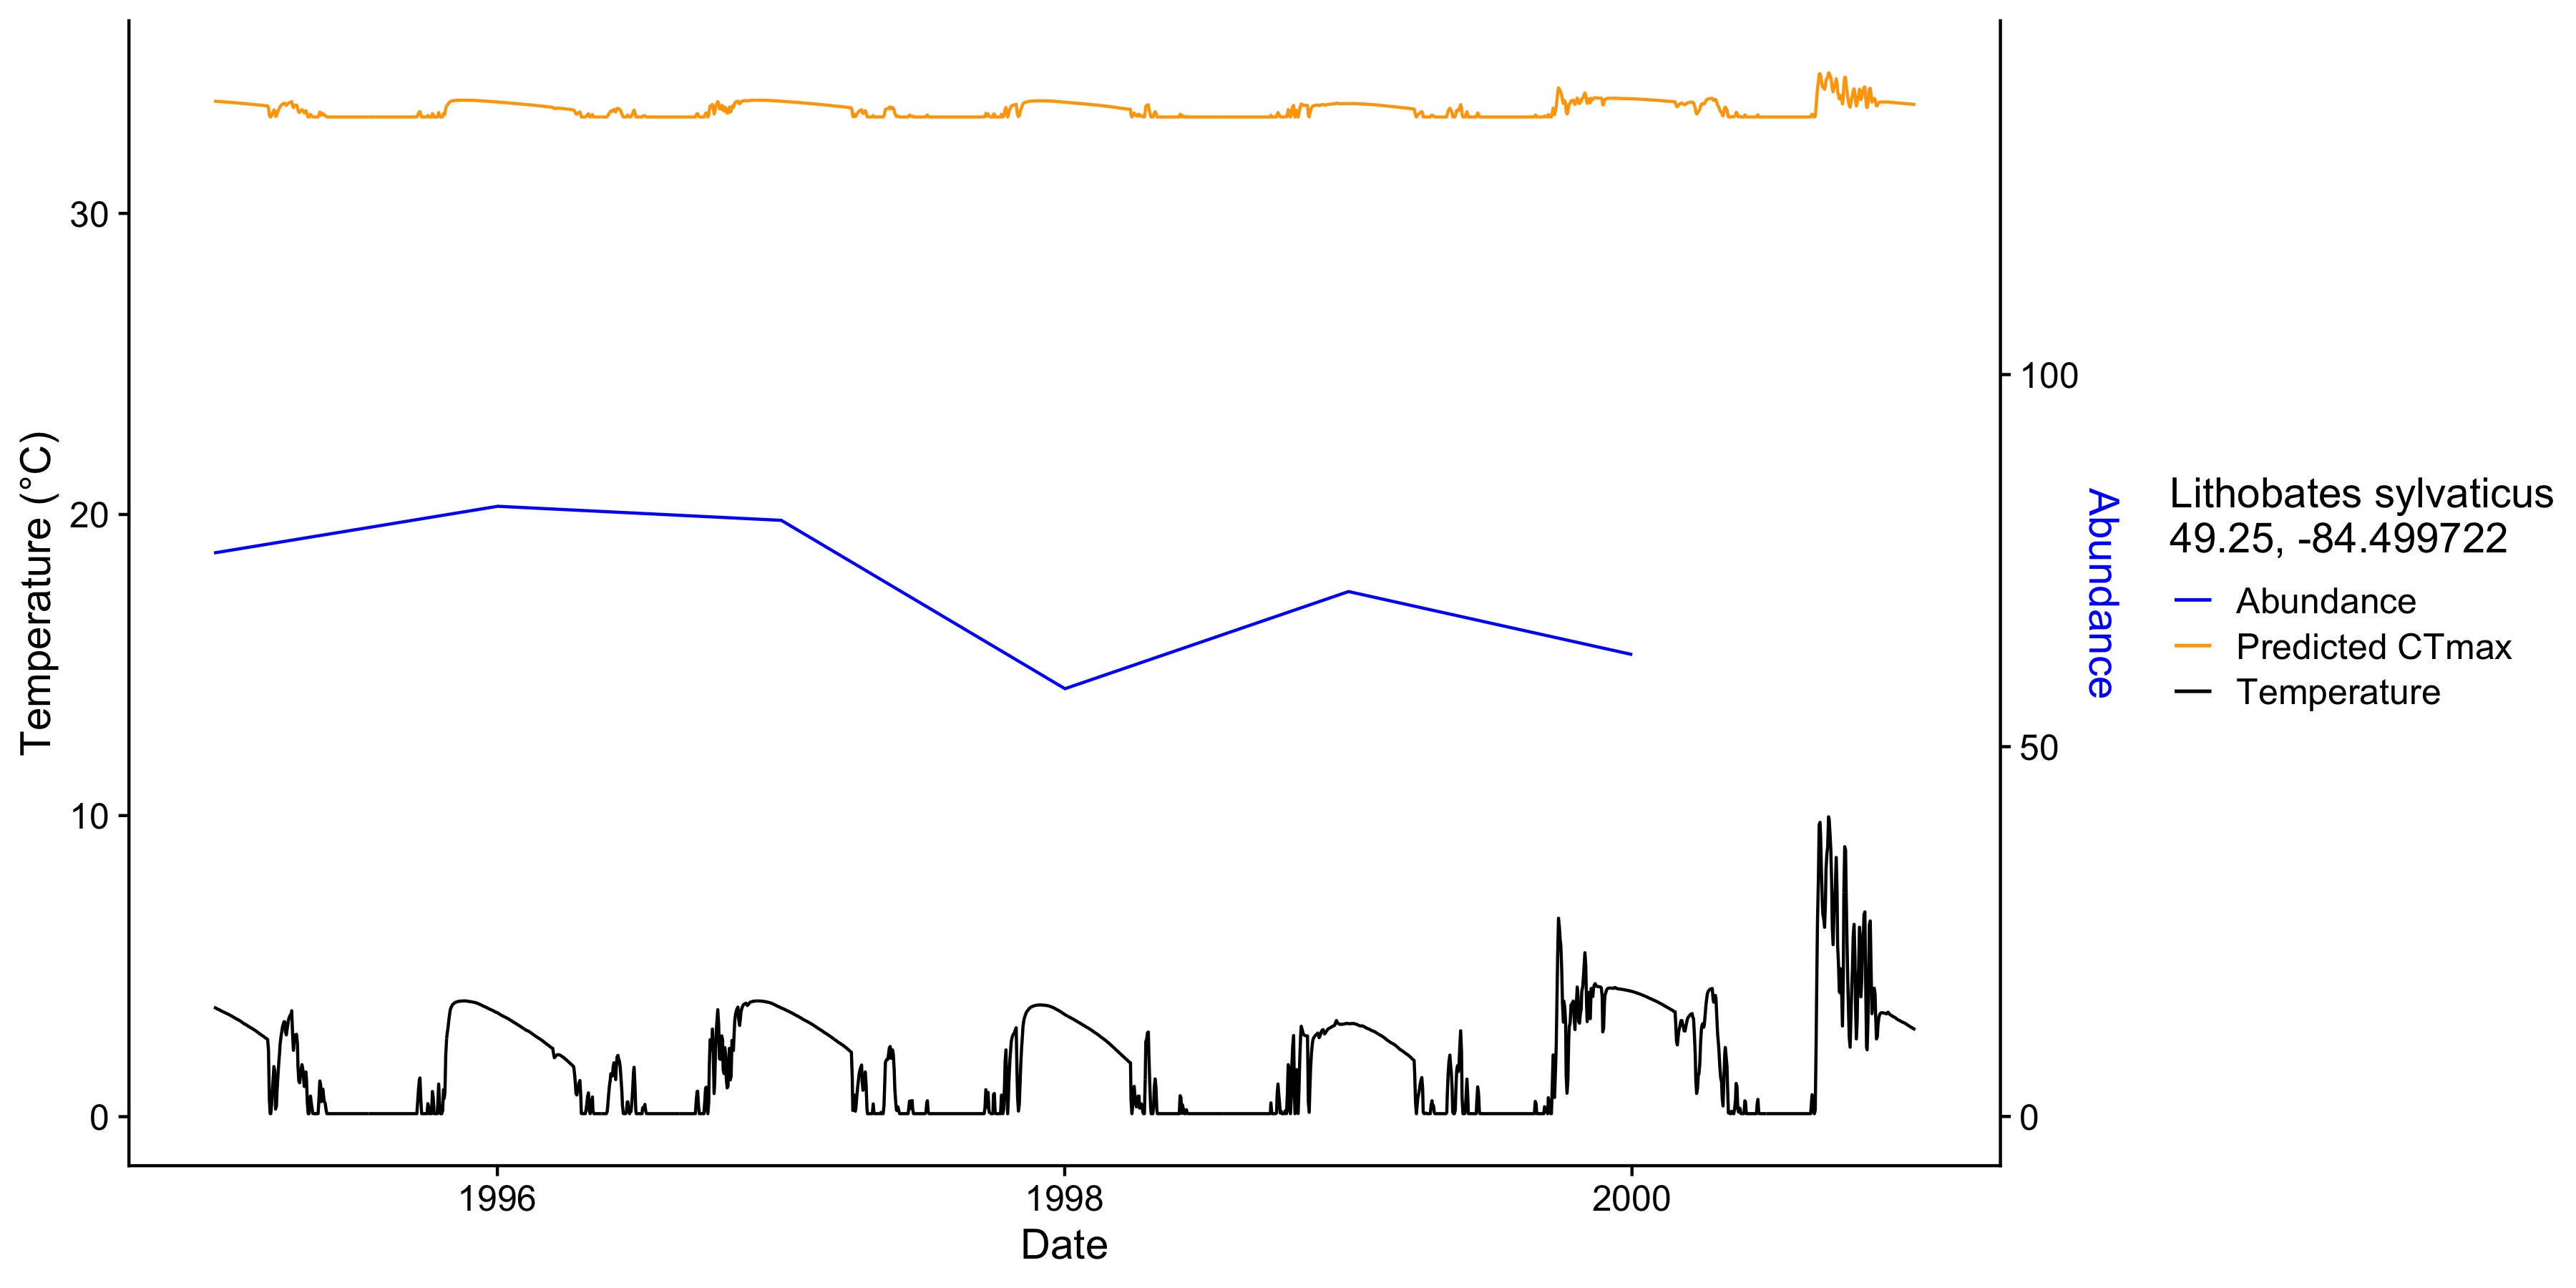 Temperature (°C)
30
20
10
0
1996
1998
2000
Date
100
50
0
Abundance
Lithobates sylvaticus
49.25, -84.499722
Abundance
Predicted CTmax
Temperature